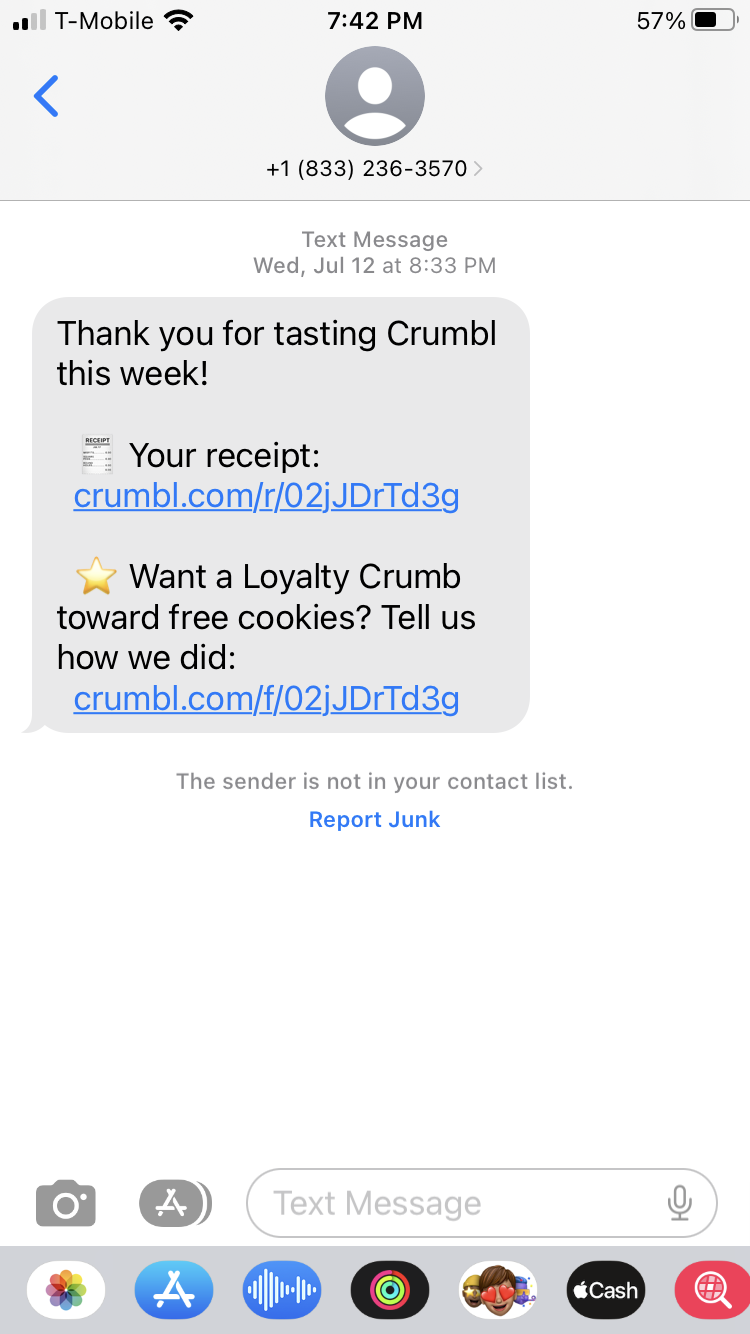 T-Mobile 7:42 PM 57%
+1 (833) 236-3570
Text Message
Wed, Jul 12 at 8:33 PM
Thank you for tasting Crumbl
this week!
RECEIPT
Your receipt:
crumbl.com/r/02jJDrTd3g
Want a Loyalty Crumb
toward free cookies? Tell us
how we did:
crumbl.com/f/02jJDrTd3g
The sender is not in your contact list.
Report Junk
Text Message
Cash